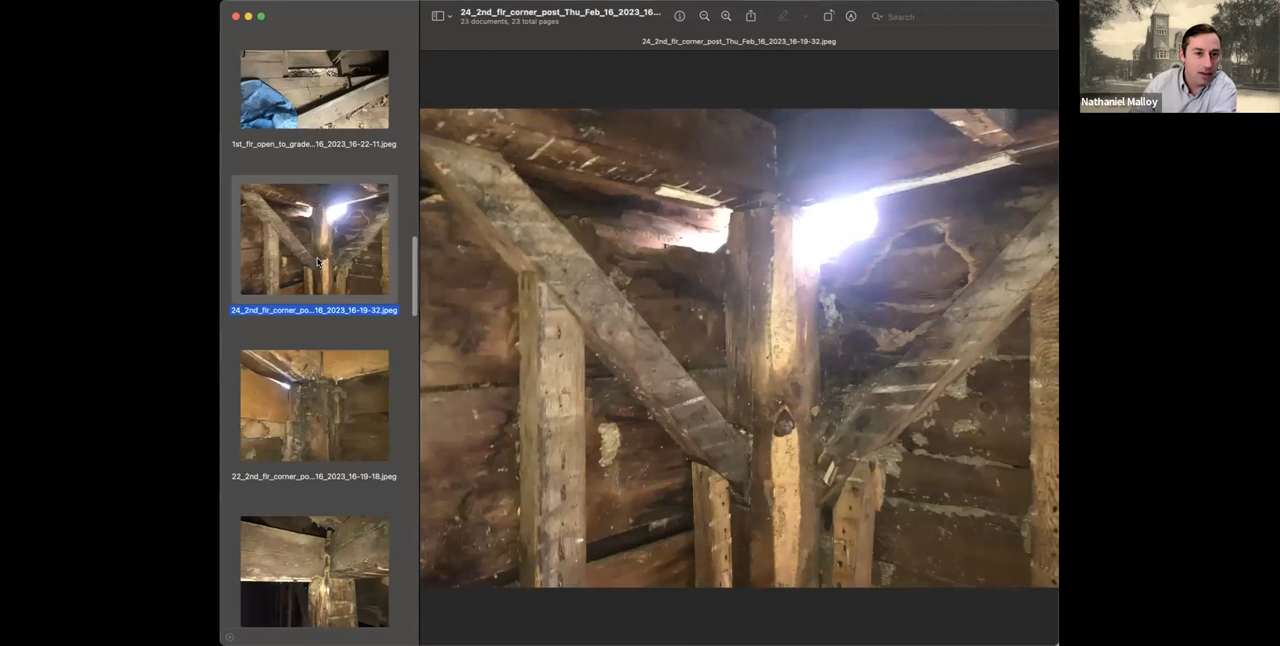 24_2nd_flr_corner_post_Thu_Feb_16_2023_16...
23 documents, 23 total pages
Search
24_2nd_flr_corner_post_Thu_Feb_16_2023_16-19-32.jpeg
1st_flr_open_to_grade...16_2023_16-22-11.jpeg
24_2nd_flr_corner_po...16_2023_16-19-32.jpeg
22_2nd_flr_corner_po...16_2023_16-19-18.jpeg
Nathaniel Malloy